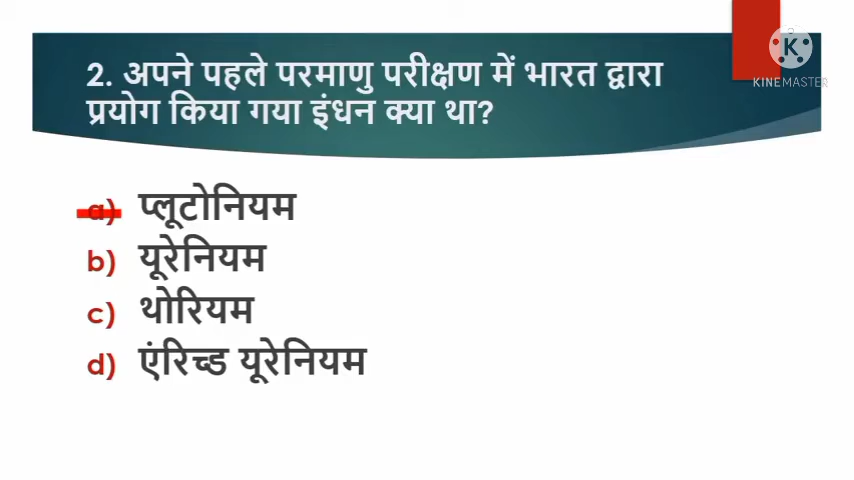 2. अपने पहले परमाणु परीक्षण में भारत द्वारा
प्रयोग किया गया इंधन क्या था?
a) प्लूटोनियम
b) यूरेनियम
c) थोरियम
d) एंरिच्ड यूरेनियम
K
KINEMASTER